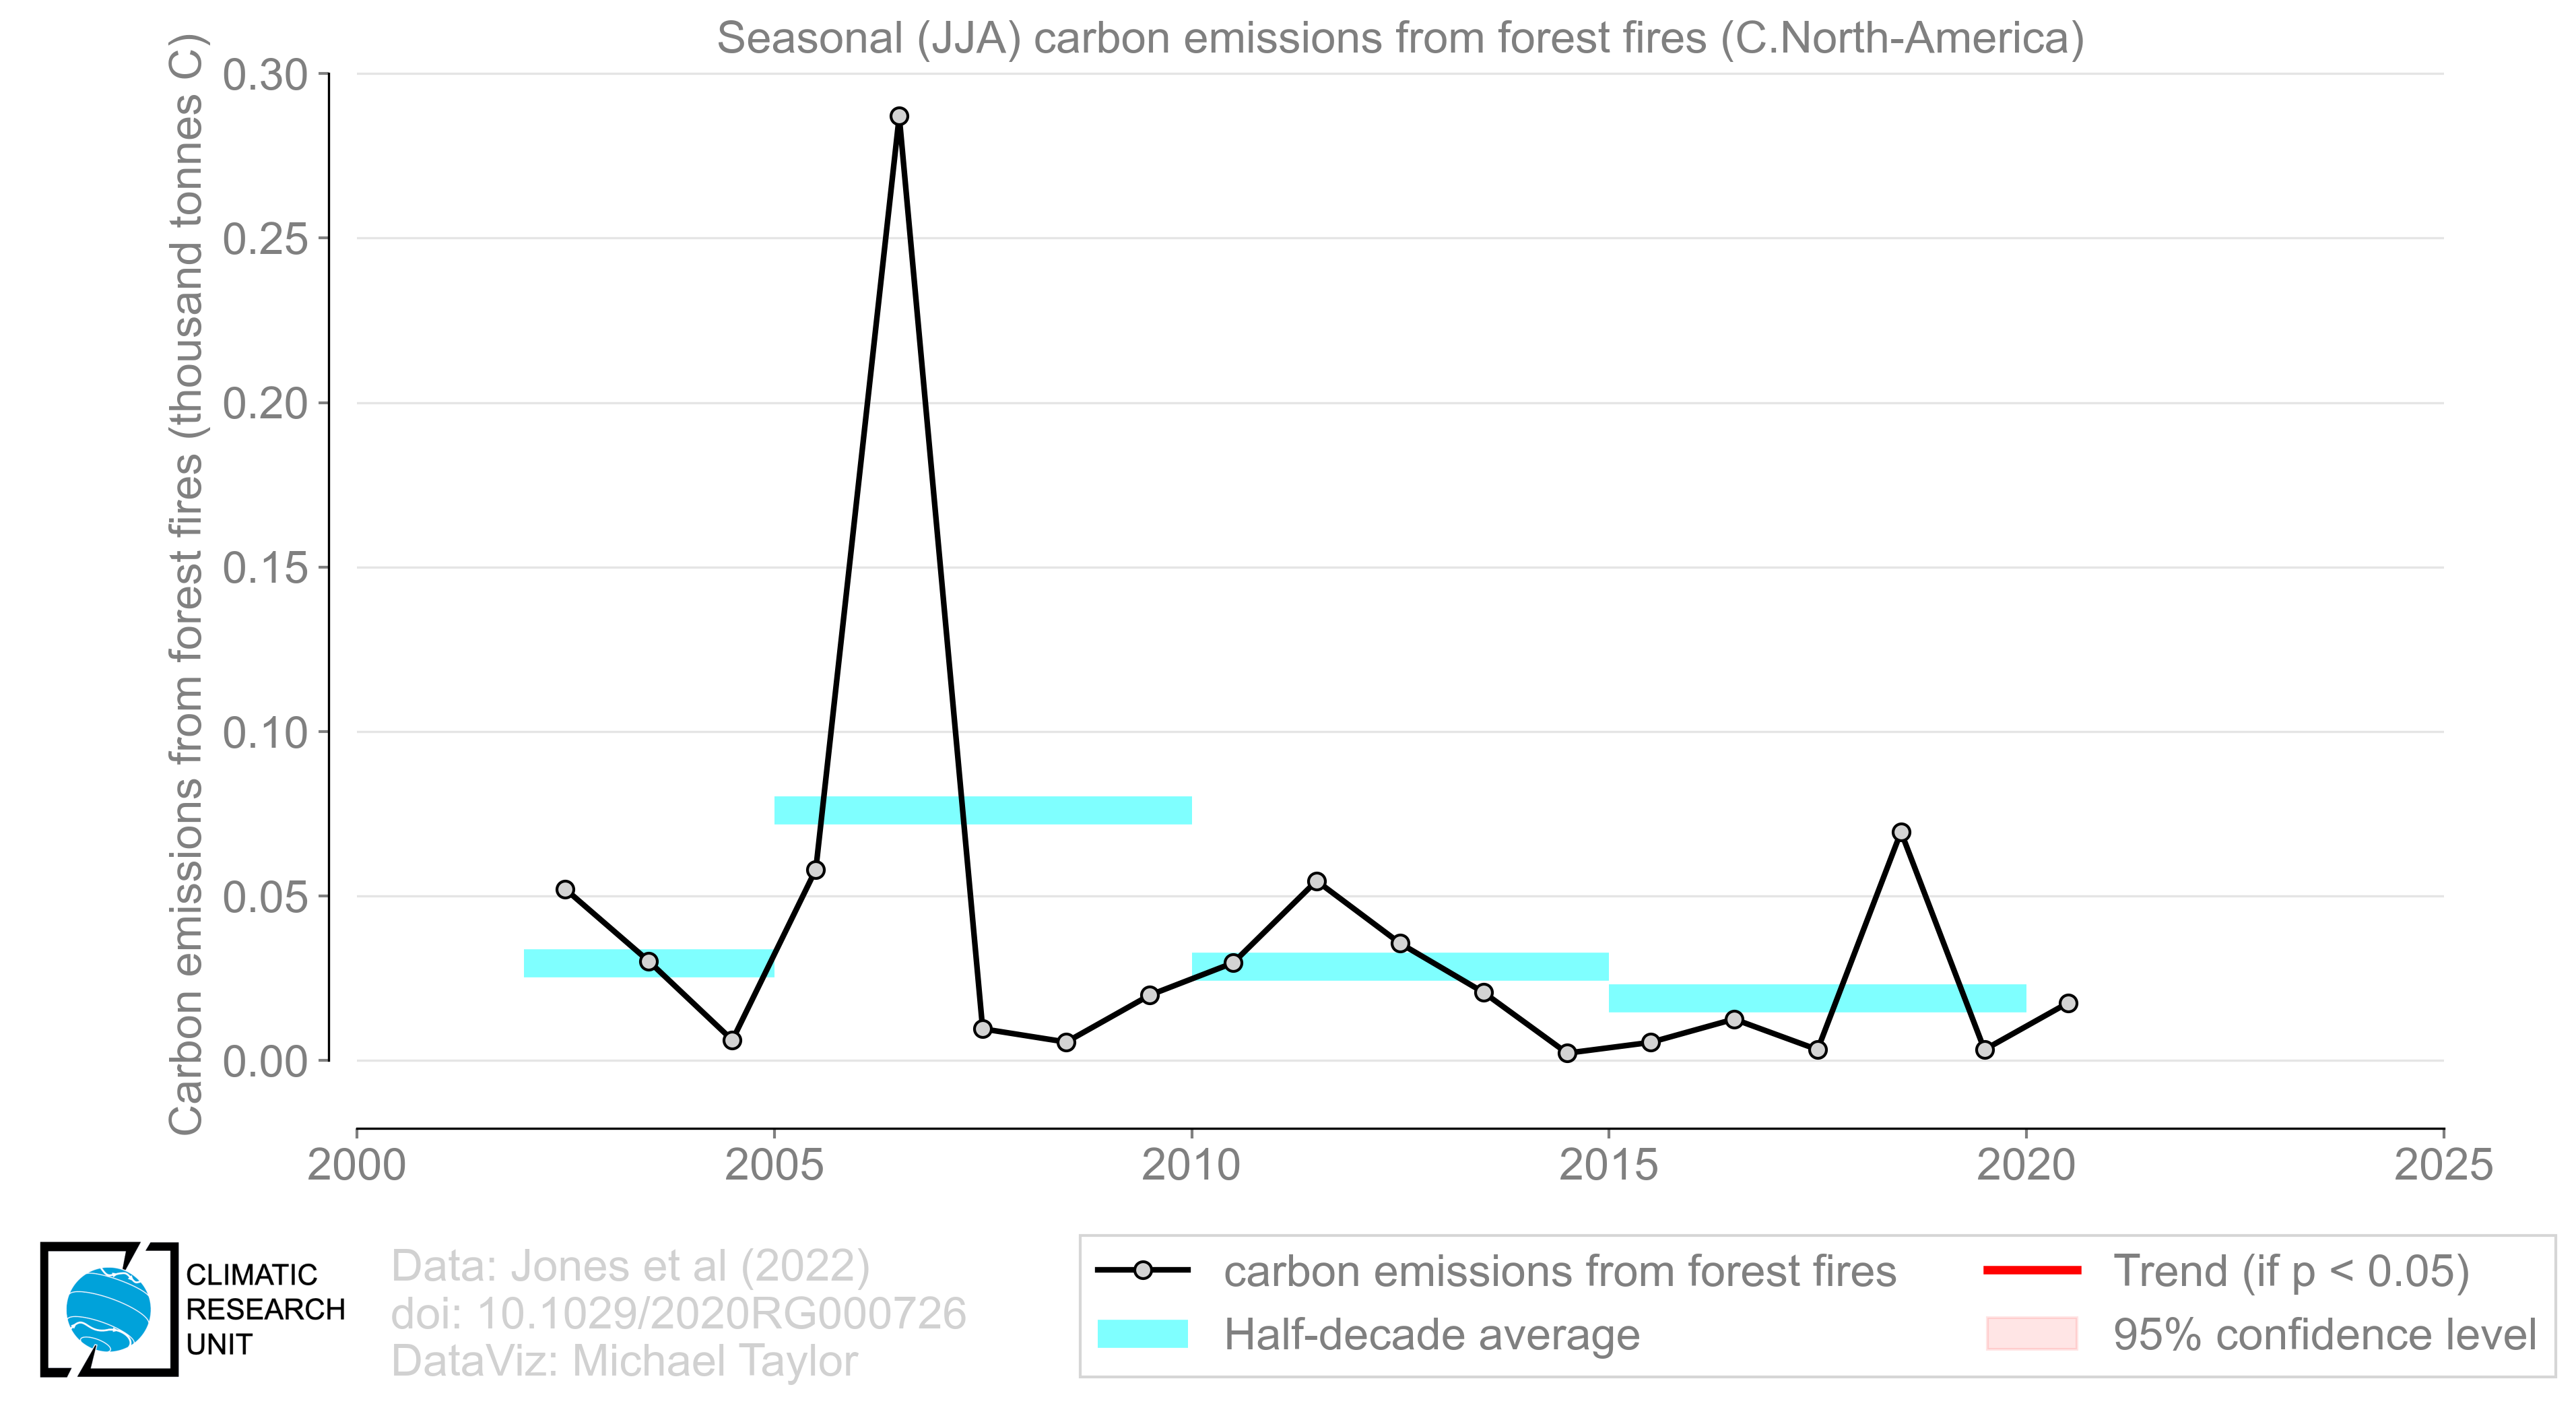 Seasonal (JJA) carbon emissions from forest fires (C.North-America)
Carbon emissions from forest fires (thousand tonnes C)
0.30
0.25
0.20
0.15
0.10
0.05
0.00
2000 2005 2010 2015 2020 2025
CLIMATIC
RESEARCH
UNIT
Data: Jones et al (2022)
doi: 10.1029/2020RG000726
DataViz: Michael Taylor
carbon emissions from forest fires
Half-decade average
Trend (if p < 0.05)
95% confidence level